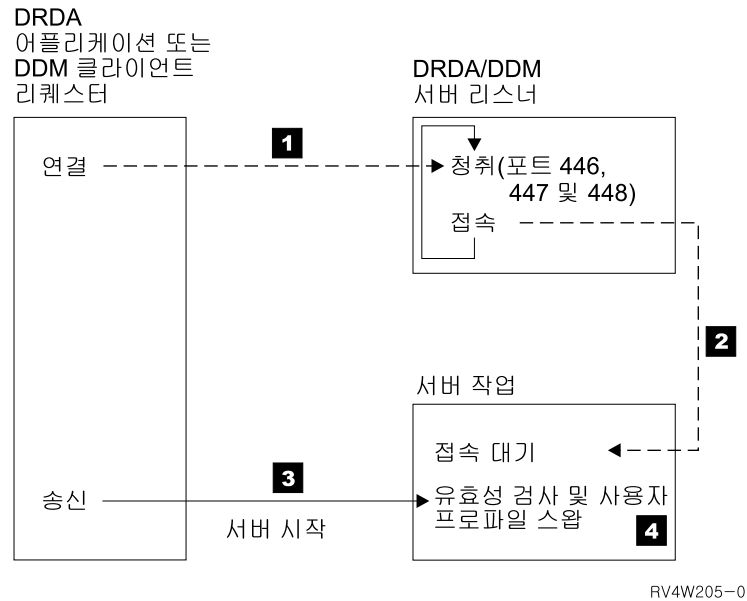 DRDA
어플리케이션 또는
DDM 클라이언트
리퀘스터
DRDA/DDM
서버 리스너
1
연결
청취(포트 446,
447 및 448)
접속
2
서버 작업
접속 대기
3
송신
유효성 검사 및 사용자
프로파일 스왑
4
서버 시작
RV4W205-0